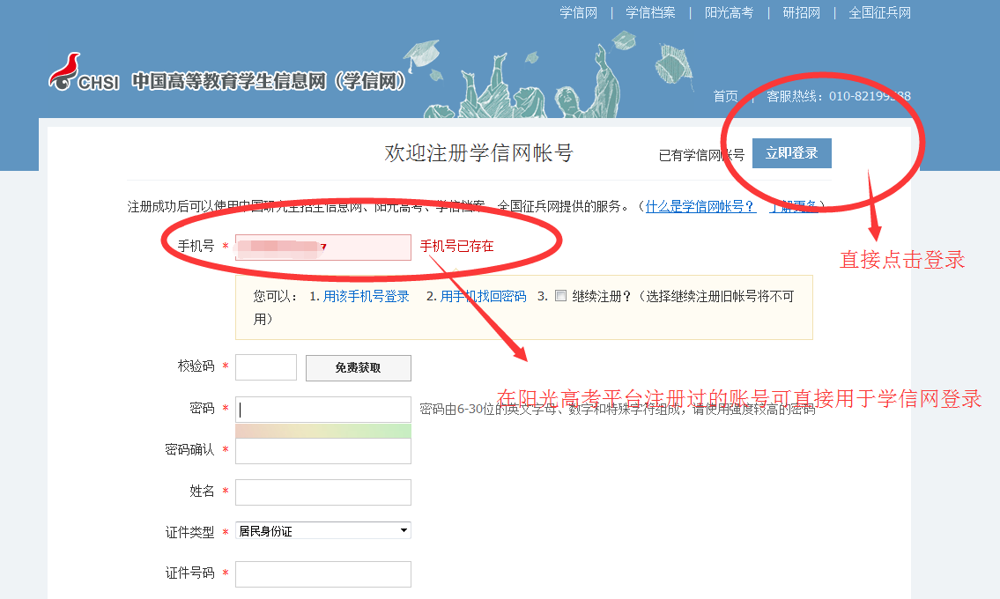 学信网 | 学信档案 | 阳光高考 | 研招网 | 全国征兵网
CHSI 中国高等教育学生信息网（学信网）
首页 | 客服热线：010-82199588
欢迎注册学信网帐号
已有学信网帐号 立即登录
注册成功后可以使用中国研究生招生信息网、阳光高考、学信档案、全国征兵网提供的服务。（什么是学信网帐号？ 了解更多）
手机号 * 7 手机号已存在
直接点击登录
您可以： 1. 用该手机号登录 2. 用手机找回密码 3. 继续注册？（选择继续注册旧帐号将不可
用）
校验码 * 免费获取
在阳光高考平台注册过的账号可直接用于学信网登录
密码 * 密码由6-30位的英文字母、数字和特殊字符组成，请使用强度较高的密码
密码确认 *
姓名 *
证件类型 * 居民身份证
证件号码 *